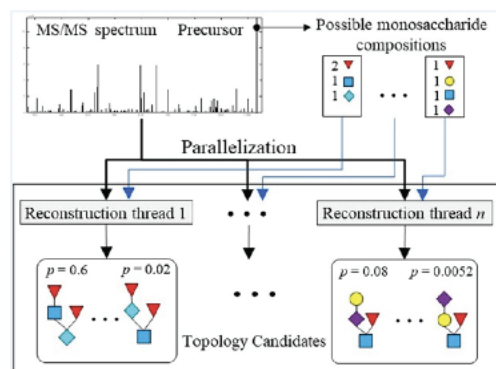 MS/MS spectrum Precursor
Possible monosaccharide
compositions
2
1
1
1
1
1
1
Parallelization
Reconstruction thread 1
Reconstruction thread n
p = 0.6 p = 0.02
p = 0.08 p = 0.0052
Topology Candidates